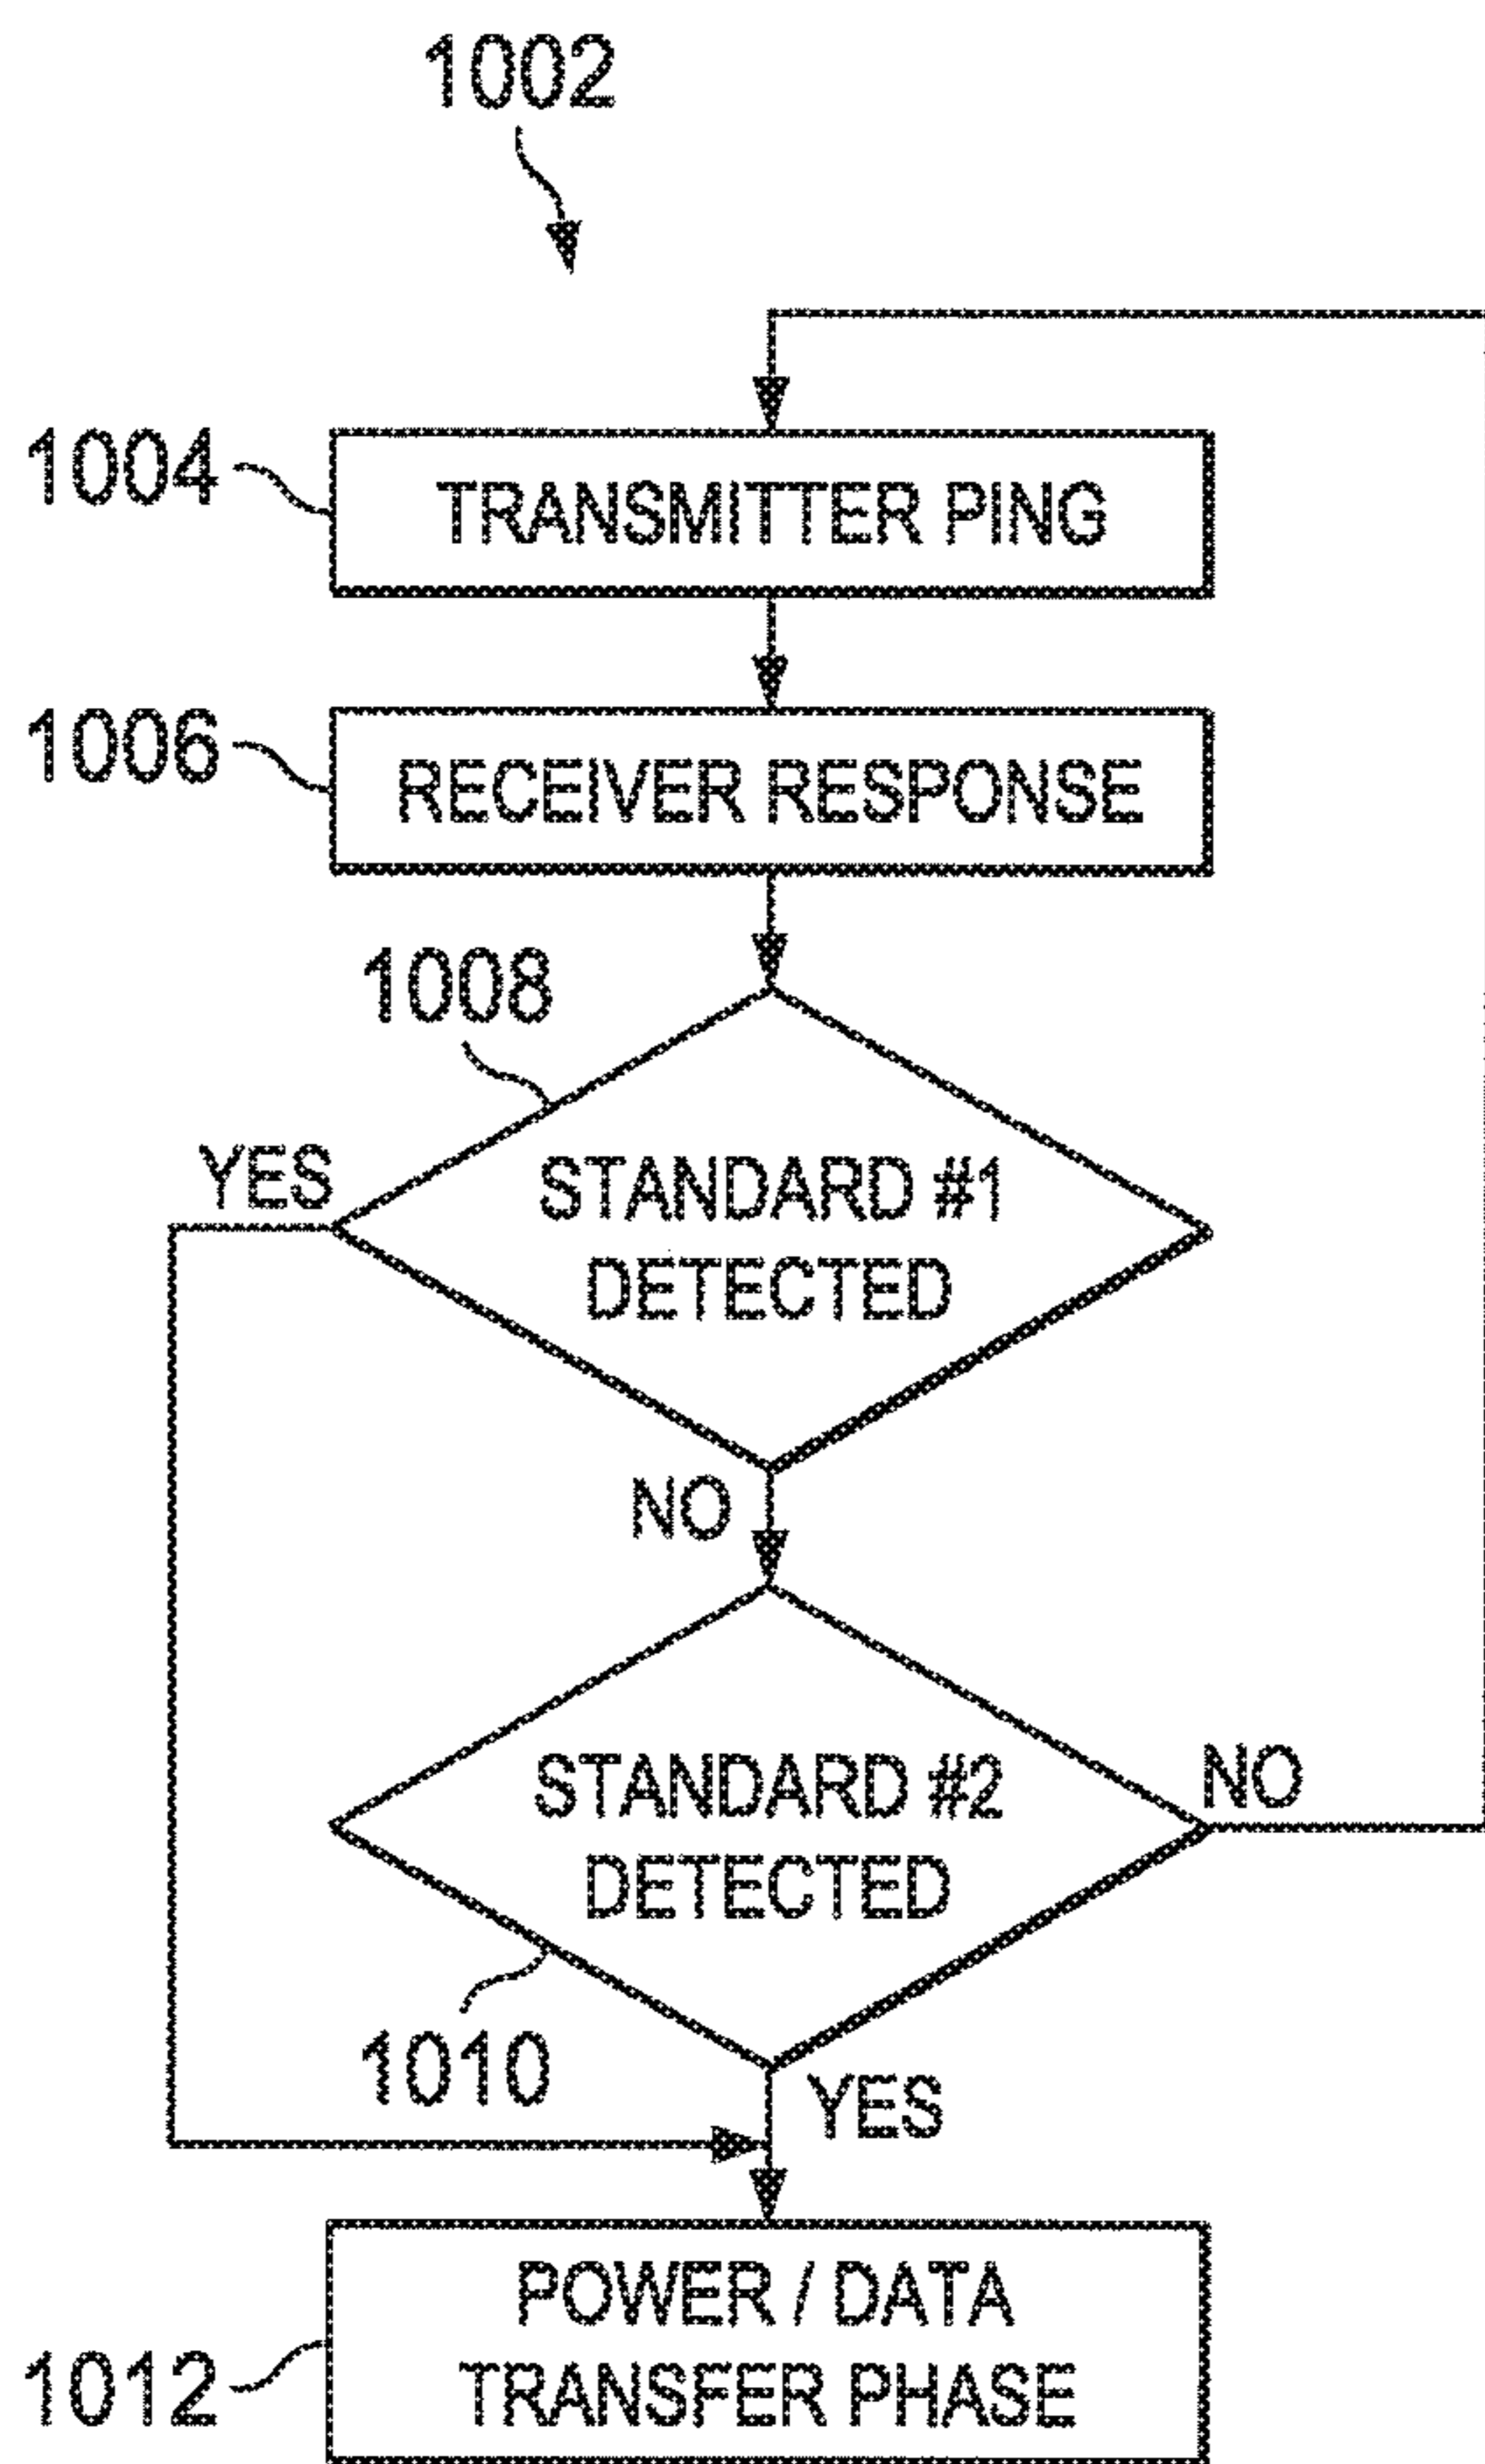 1002
1004
TRANSMITTER PING
1006
RECEIVER RESPONSE
1008
YES
STANDARD #1
DETECTED
NO
STANDARD #2
DETECTED
NO
1010
YES
POWER / DATA
TRANSFER PHASE
1012